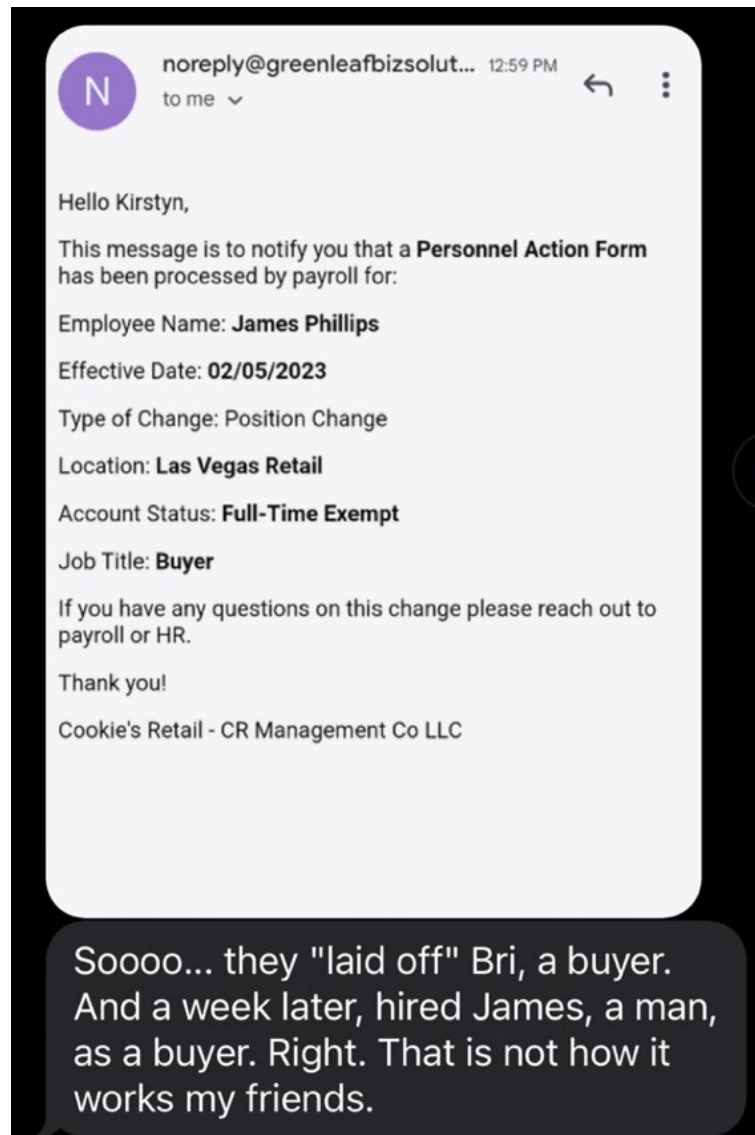 N
noreply@greenleafbizsolut... 12:59 PM
to me
Hello Kirstyn,
This message is to notify you that a Personnel Action Form
has been processed by payroll for:
Employee Name: James Phillips
Effective Date: 02/05/2023
Type of Change: Position Change
Location: Las Vegas Retail
Account Status: Full-Time Exempt
Job Title: Buyer
If you have any questions on this change please reach out to
payroll or HR.
Thank you!
Cookie's Retail - CR Management Co LLC
Soooo... they "laid off" Bri, a buyer.
And a week later, hired James, a man,
as a buyer. Right. That is not how it
works my friends.